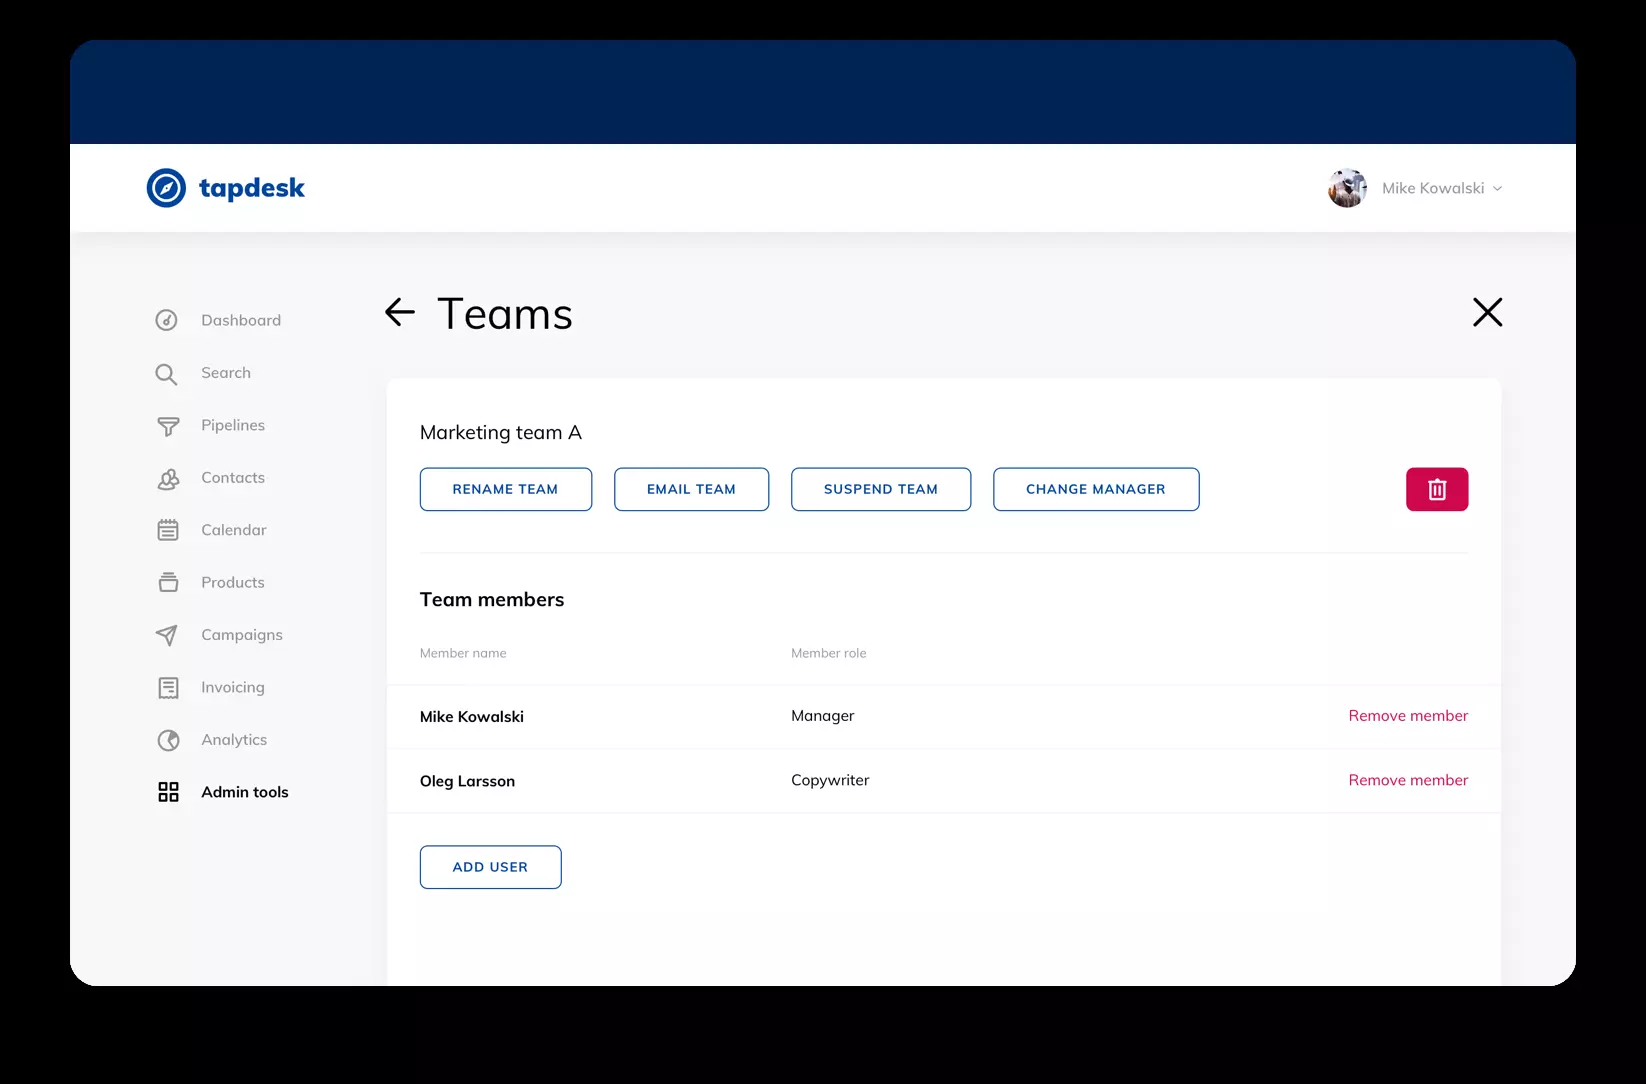 tapdesk
Mike Kowalski
Dashboard
Search
Pipelines
Contacts
Calendar
Products
Campaigns
Invoicing
Analytics
Admin tools
Teams
Marketing team A
RENAME TEAM EMAIL TEAM SUSPEND TEAM CHANGE MANAGER
Team members
Member name Member role
Mike Kowalski Manager Remove member
Oleg Larsson Copywriter Remove member
ADD USER